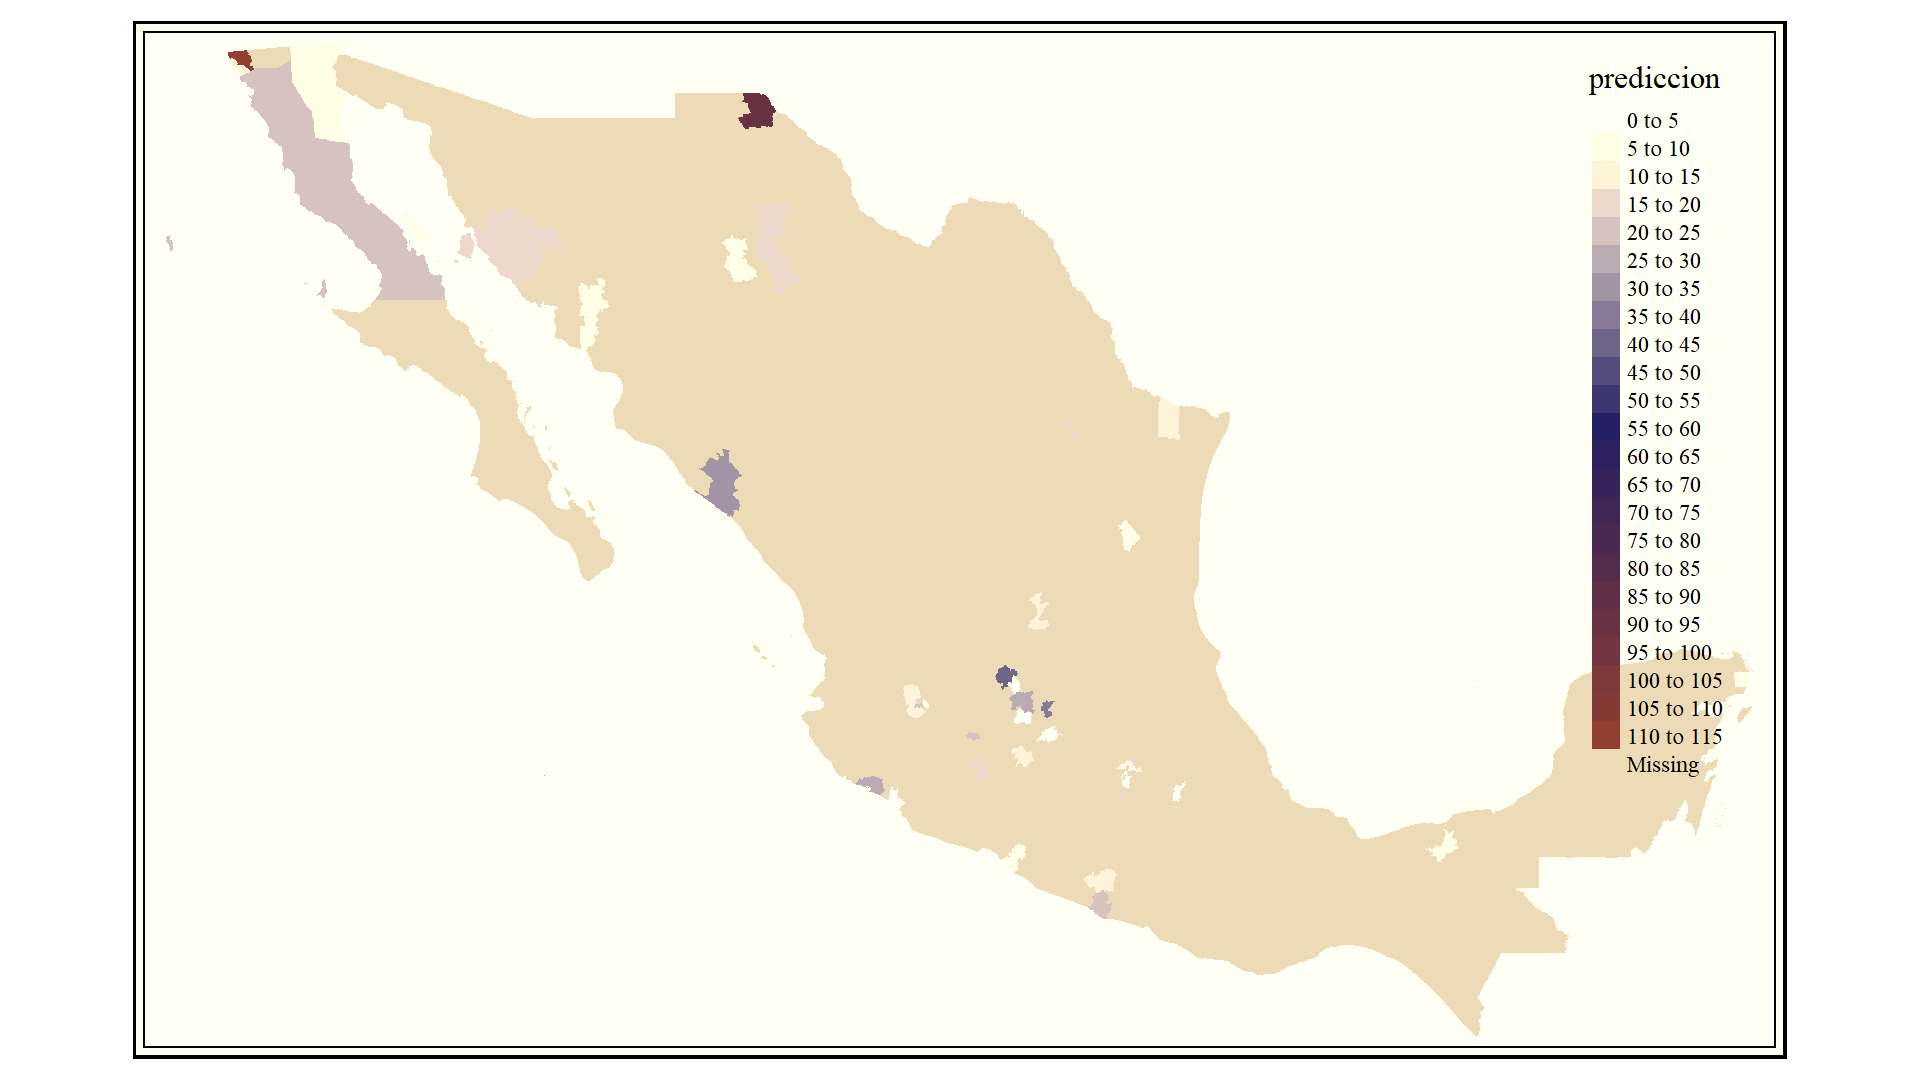 prediccion
0 to 5
5 to 10
10 to 15
15 to 20
20 to 25
25 to 30
30 to 35
35 to 40
40 to 45
45 to 50
50 to 55
55 to 60
60 to 65
65 to 70
70 to 75
75 to 80
80 to 85
85 to 90
90 to 95
95 to 100
100 to 105
105 to 110
110 to 115
Missing